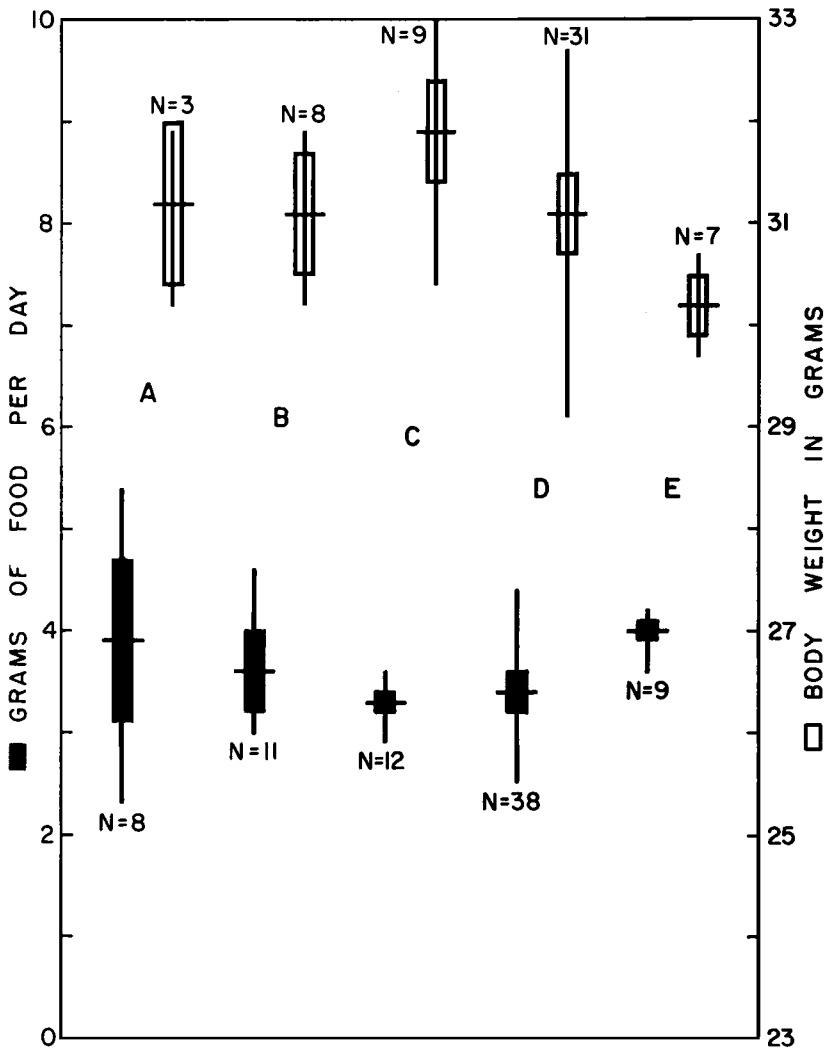 10
8
6
4
2
0
GRAMS OF FOOD PER DAY
33
31
29
27
25
23
BODY WEIGHT IN GRAMS
N=3
N=8
N=9
N=31
N=7
A
B
C
D
E
N=8
N=11
N=12
N=38
N=9